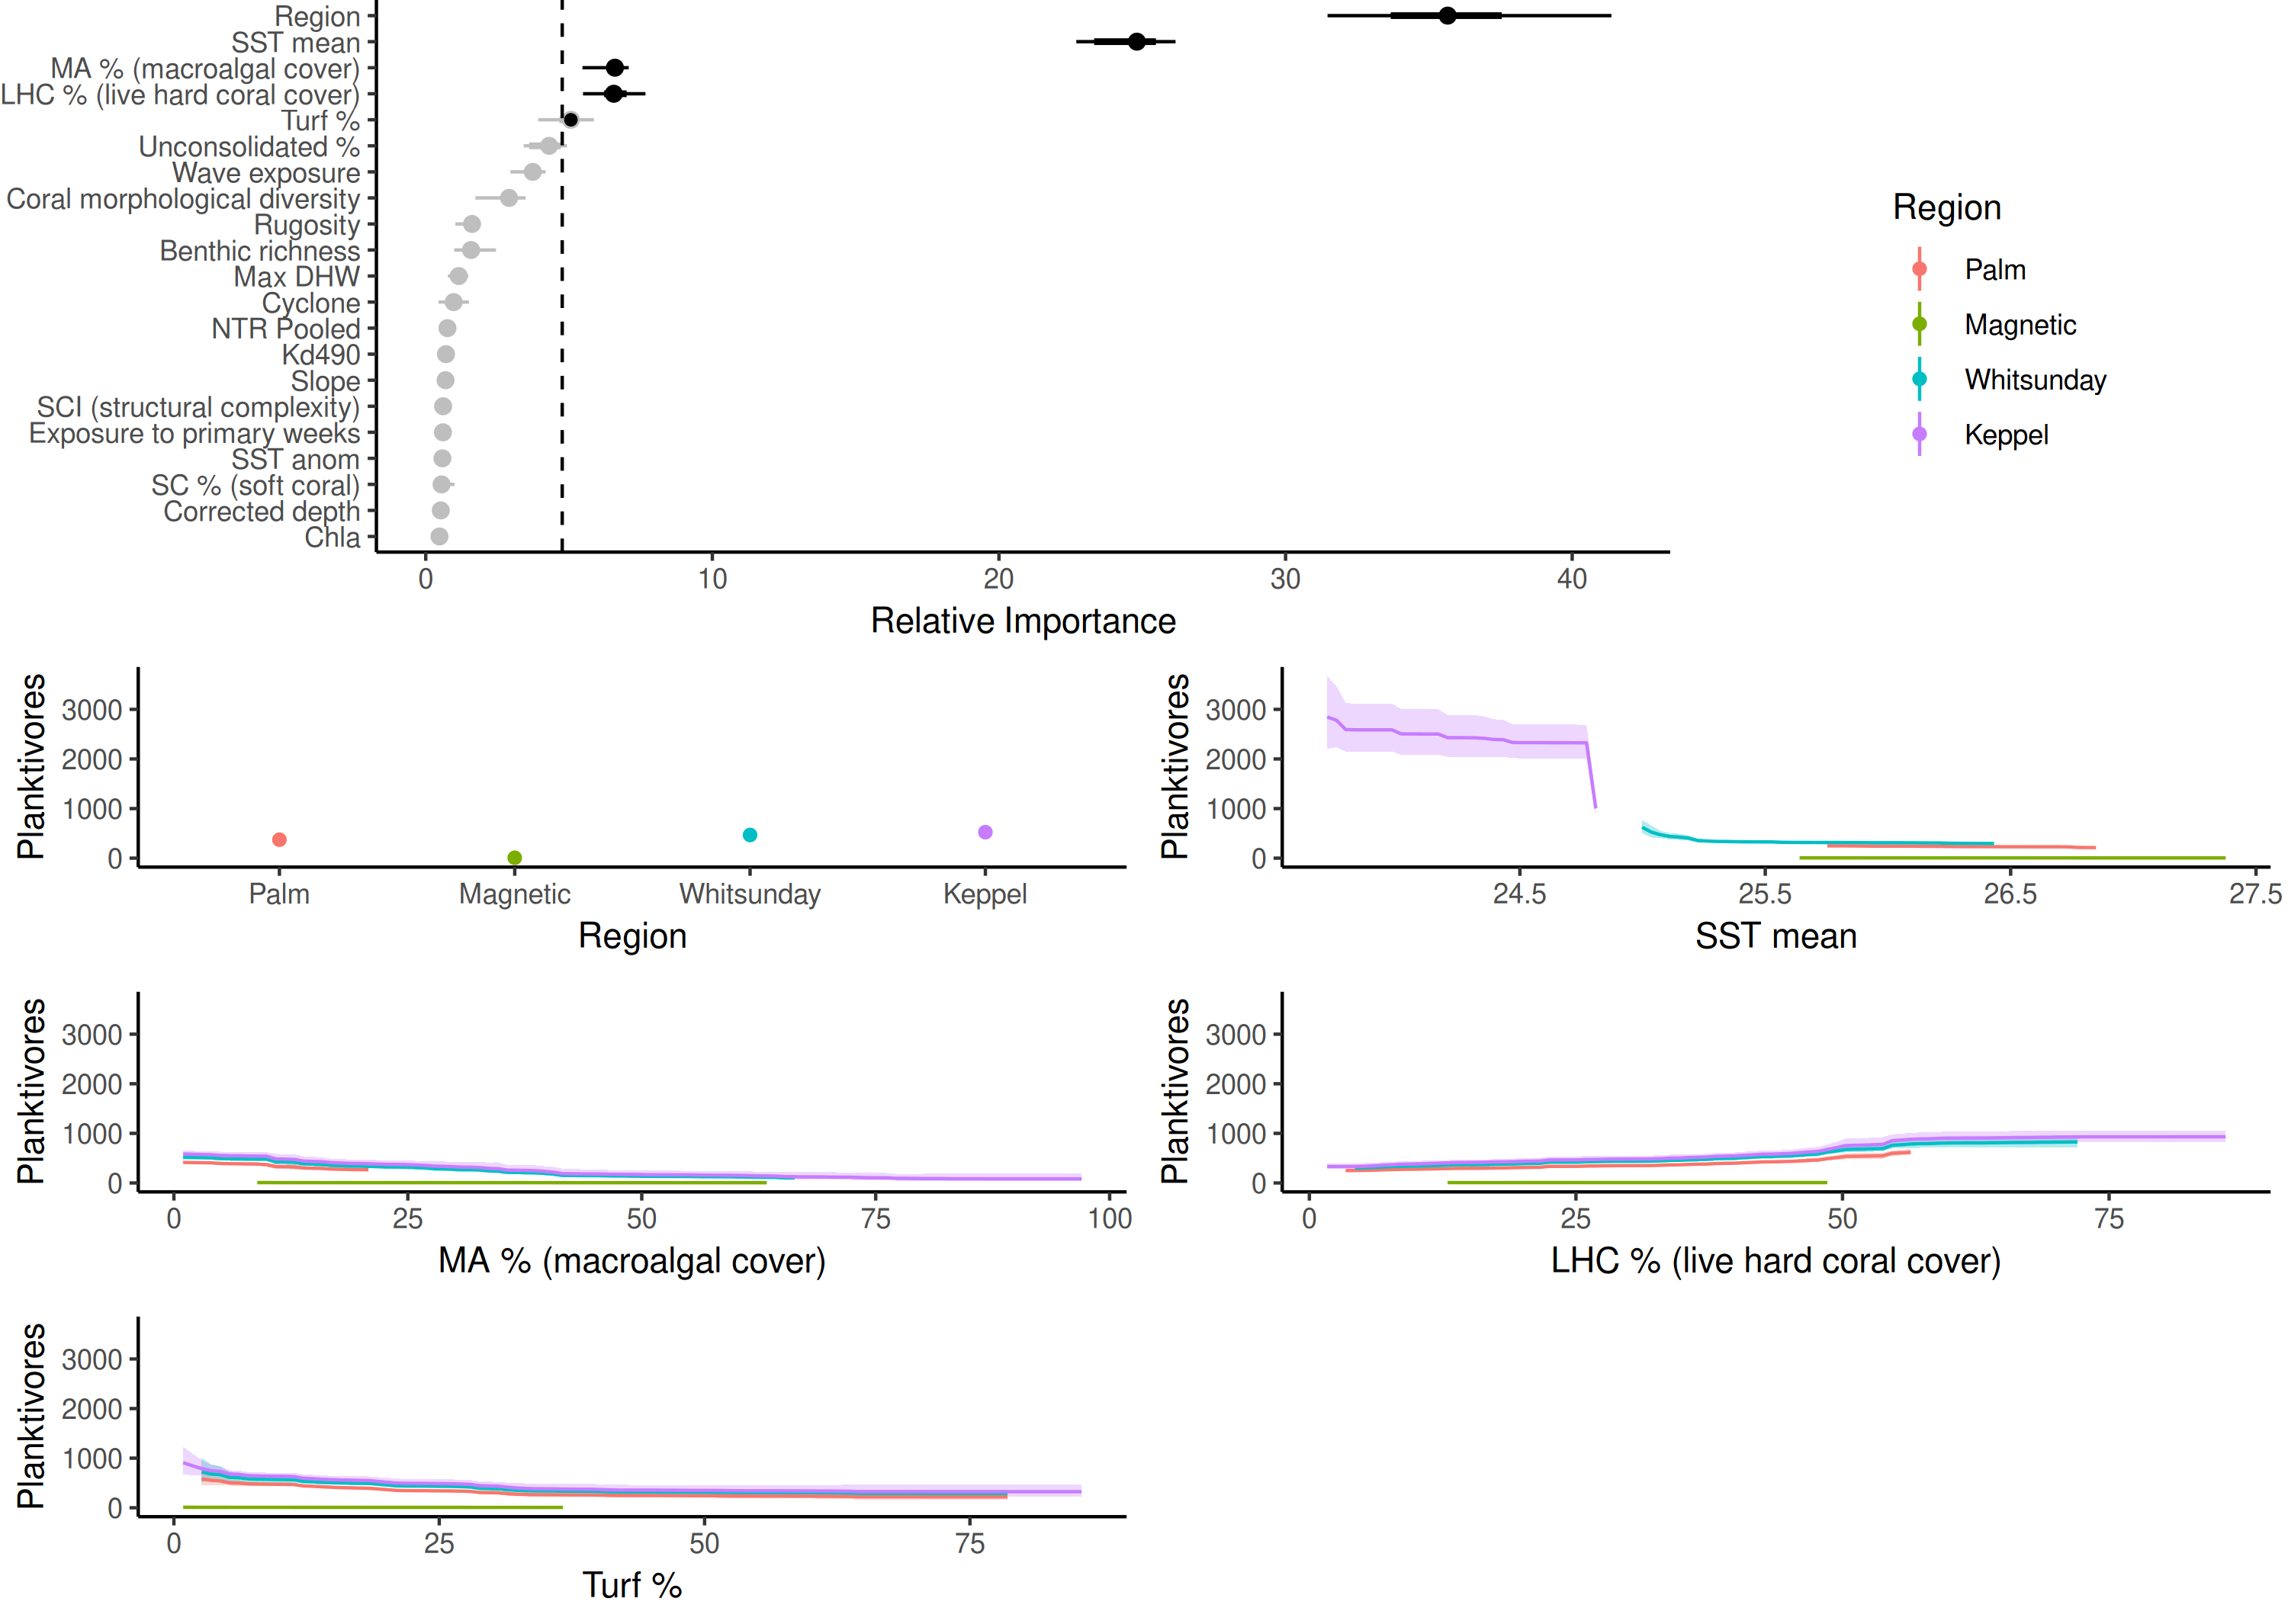 Region
SST mean
MA % (macroalgal cover)
LHC % (live hard coral cover)
Turf %
Unconsolidated %
Wave exposure
Coral morphological diversity
Rugosity
Benthic richness
Max DHW
Cyclone
NTR Pooled
Kd490
Slope
SCI (structural complexity)
Exposure to primary weeks
SST anom
SC % (soft coral)
Corrected depth
Chla
0 10 20 30 40
Relative Importance
Region
Palm
Magnetic
Whitsunday
Keppel
Planktivores
3000
2000
1000
0
Palm Magnetic Whitsunday Keppel
Region
Planktivores
3000
2000
1000
0
24.5 25.5 26.5 27.5
SST mean
Planktivores
3000
2000
1000
0
0 25 50 75 100
MA % (macroalgal cover)
Planktivores
3000
2000
1000
0
0 25 50 75
LHC % (live hard coral cover)
Planktivores
3000
2000
1000
0
0 25 50 75
Turf %